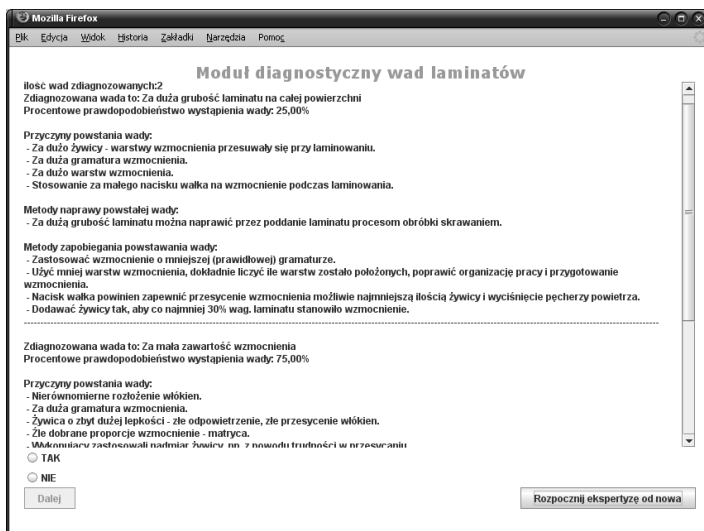 Mozilla Firefox
Plik Edycja Widok Historia Zakładki Narzędzia Pomoc
Moduł diagnostyczny wad laminatów
ilość wad zdiagnozowanych:2
Zdiagnozowana wada to: Za duża grubość laminatu na całej powierzchni
Procentowe prawdopodobieństwo wystąpienia wady: 25,00%
Przyczyny powstania wady:
- Za dużo żywicy - warstwy wzmocnienia przesuwały się przy laminowaniu.
- Za duża gramatura wzmocnienia.
- Za dużo warstw wzmocnienia.
- Stosowanie za małego nacisku wałka na wzmocnienie podczas laminowania.
Metody naprawy powstałej wady:
- Za dużą grubość laminatu można naprawić przez poddanie laminatu procesom obróbki skrawaniem.
Metody zapobiegania powstawania wady:
- Zastosować wzmocnienie o mniejszej (prawidłowej) gramaturze.
- Użyć mniej warstw wzmocnienia, dokładnie liczyć ile warstw zostało położonych, poprawić organizację pracy i przygotowanie
wzmocnienia.
- Nacisk wałka powinien zapewnić przesycenie wzmocnienia możliwie najmniejszą ilością żywicy i wyciśnięcie pęcherzy powietrza.
- Dodawać żywicy tak, aby co najmniej 30% wag. laminatu stanowiło wzmocnienie.
Zdiagnozowana wada to: Za mała zawartość wzmocnienia
Procentowe prawdopodobieństwo wystąpienia wady: 75,00%
Przyczyny powstania wady:
- Nierównomierne rozłożenie włókien.
- Za duża gramatura wzmocnienia.
- Żywica o zbyt dużej lepkości - złe odpowietrzenie, złe przesycenie włókien.
- Źle dobrane proporcje wzmocnienie - matryca.
- Wykonujący zastosowali nadmiar żywicy, np. z powodu trudności w przesycaniu
TAK
NIE
Dalej
Rozpocznij ekspertyzę od nowa